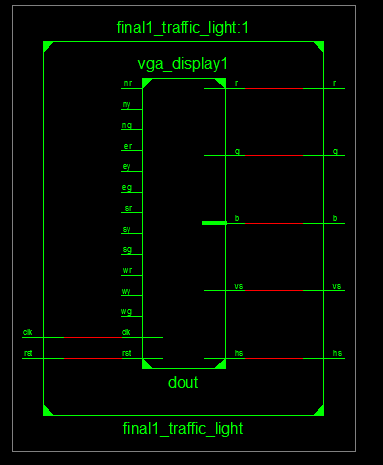 final1_traffic_light:1
vga_display1
nr r r
ny
ng
er
ey g g
eg
sr
sy b b
sg
wr
wy vs vs
wg
clk clk
rst rst hs hs
dout
final1_traffic_light